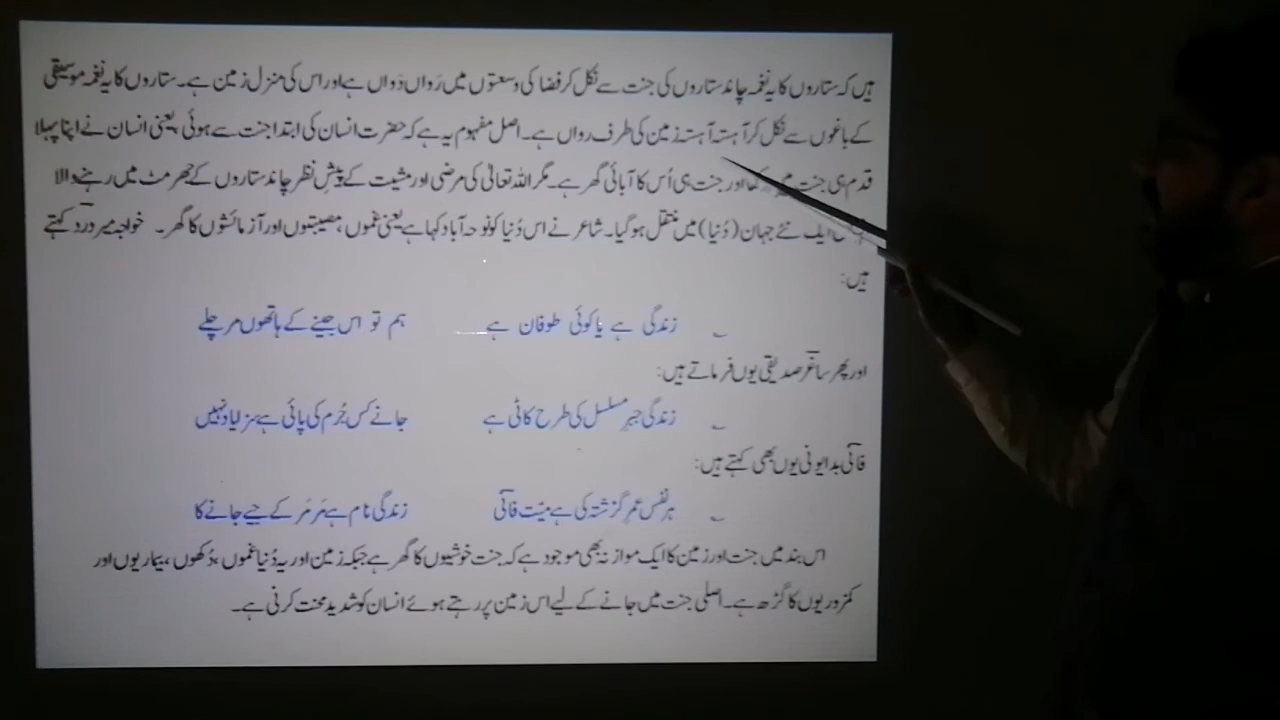 ہیں کہ ستاروں کا یہ نغمہ چاند ستاروں کی جنت سے نکل کر فضا کی وسعتوں میں رَواں دَواں ہے اور اس کی منزل زمین ہے۔ ستاروں کا یہ نغمہ موسیقی
کے باغوں سے نکل کر آہستہ آہستہ زمین کی طرف رواں ہے۔ اصل مفہوم یہ ہے کہ حضرت انسان کی ابتدا جنت سے ہوئی یعنی انسان نے اپنا پہلا
قدم ہی جنت میں اور جنت ہی اُس کا آبائی گھر ہے۔ مگر اللہ تعالیٰ کی مرضی اور مشیت کے پیشِ نظر چاند ستاروں کے جھرمٹ میں رہنے والا
ایک نئے جہان (دُنیا) میں منتقل ہو گیا۔ شاعر نے اس دُنیا کو نوحہ آباد کہا ہے یعنی غموں، مصیبتوں اور آزمائشوں کا گھر۔ خواجہ میر درؔد کہتے
ہیں:
؎ زندگی ہے یا کوئی طوفان ہے ہم تو اس جینے کے ہاتھوں مر چلے
اور پھر ساغؔر صدیقی یوں فرماتے ہیں:
؎ زندگی جبرِ مسلسل کی طرح کاٹی ہے جانے کس جُرم کی پائی ہے سزا یاد نہیں
فانؔی بدایونی یوں بھی کہتے ہیں:
؎ ہر نفس عمرِ گزشتہ کی ہے میّت فانؔی زندگی نام ہے مَر مَر کے جیے جانے کا
اس بند میں جنت اور زمین کا ایک موازنہ بھی موجود ہے کہ جنت خوشیوں کا گھر ہے جبکہ زمین اور یہ دُنیا غموں، دُکھوں، بیماریوں اور
کمزوریوں کا گڑھ ہے۔ اصلی جنت میں جانے کے لیے اس زمین پر رہتے ہوئے انسان کو شدید محنت کرنی ہے۔